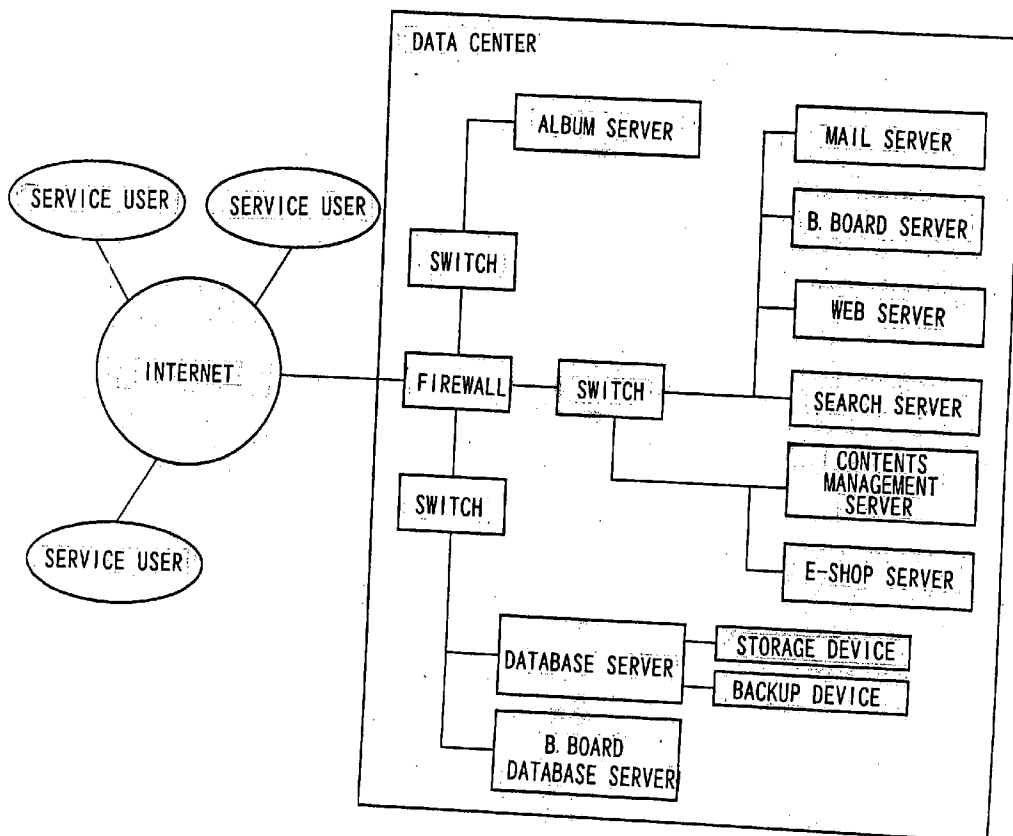 DATA CENTER
ALBUM SERVER
MAIL SERVER
SERVICE USER
SERVICE USER
B. BOARD SERVER
SWITCH
WEB SERVER
INTERNET
FIREWALL
SWITCH
SEARCH SERVER
CONTENTS
MANAGEMENT
SERVER
SWITCH
SERVICE USER
E-SHOP SERVER
DATABASE SERVER
STORAGE DEVICE
BACKUP DEVICE
B. BOARD
DATABASE SERVER